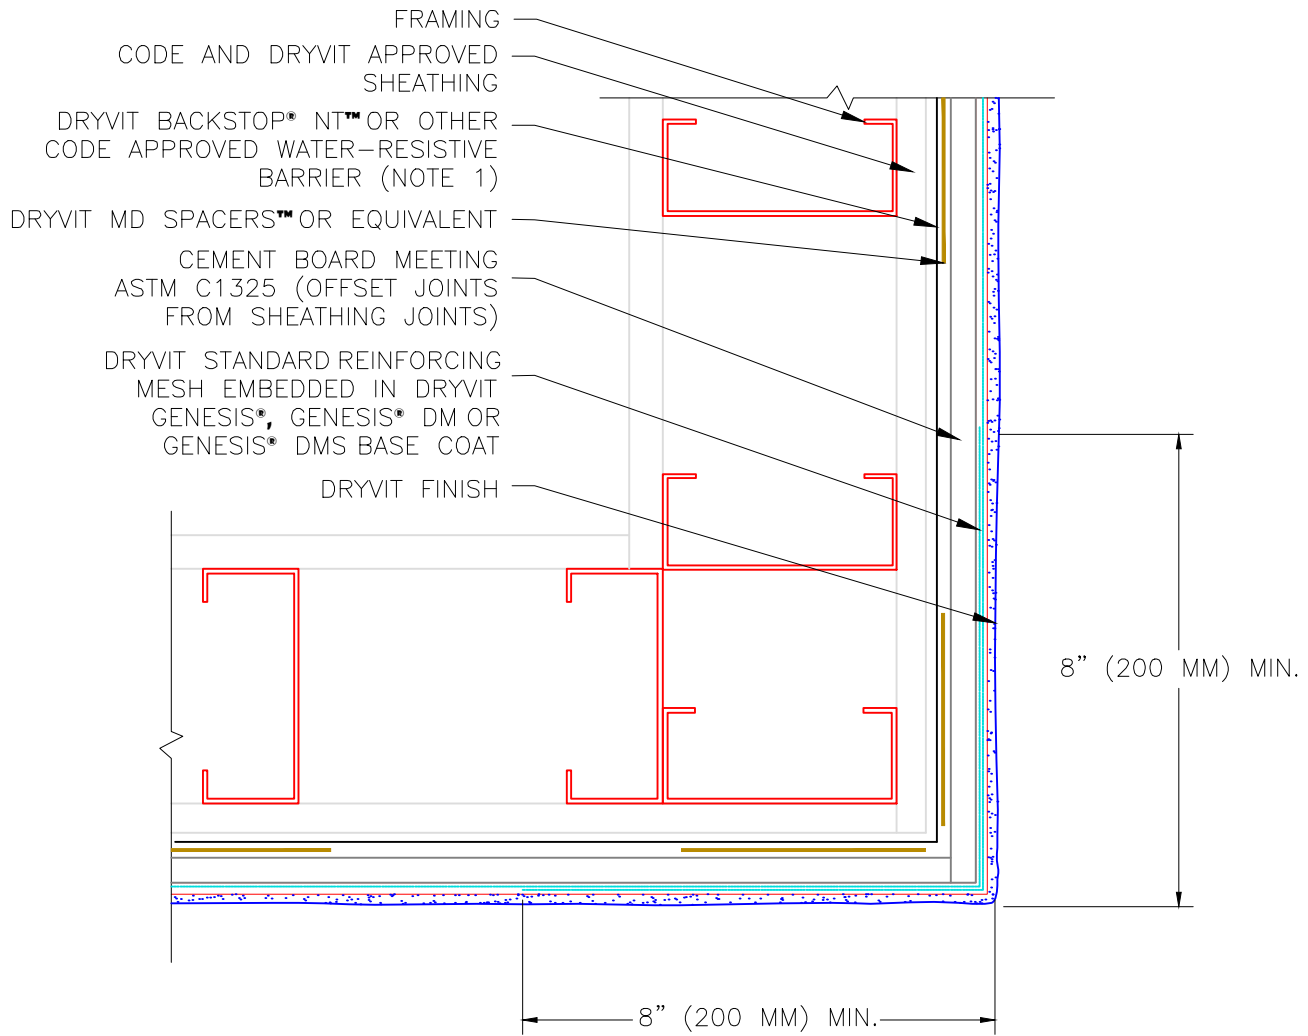 FRAMING
CODE AND DRYVIT APPROVED
SHEATHING
DRYVIT BACKSTOP® NT™ OR OTHER
CODE APPROVED WATER-RESISTIVE
BARRIER (NOTE 1)
DRYVIT MD SPACERS™ OR EQUIVALENT
CEMENT BOARD MEETING
ASTM C1325 (OFFSET JOINTS
FROM SHEATHING JOINTS)
DRYVIT STANDARD REINFORCING
MESH EMBEDDED IN DRYVIT
GENESIS®, GENESIS® DM OR
GENESIS® DMS BASE COAT
DRYVIT FINISH
8” (200 MM) MIN.
8” (200 MM) MIN.